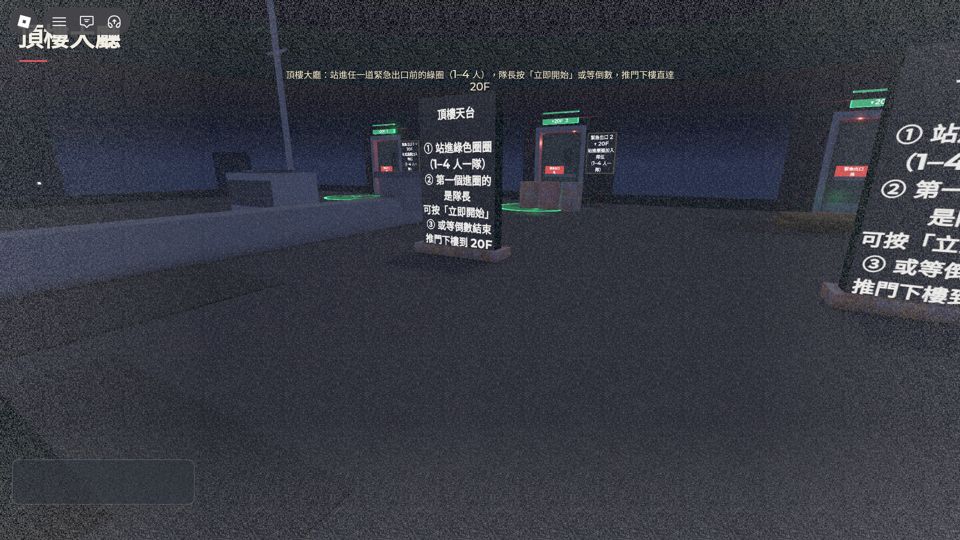 頂樓大廳
頂樓大廳：站進任一道緊急出口前的綠圈（1–4 人），隊長按「立即開始」或等倒數，推門下樓直達
20F
頂樓天台
① 站進綠色圈圈
（1–4 人一隊）
② 第一個進圈的
是隊長
可按「立即開始」
③ 或等倒數結束
推門下樓到 20F
緊急出口 2
▼ 20F
緊急出口
① 站
（1–4
② 第一
是
可按「立
③ 或等
推門下樓